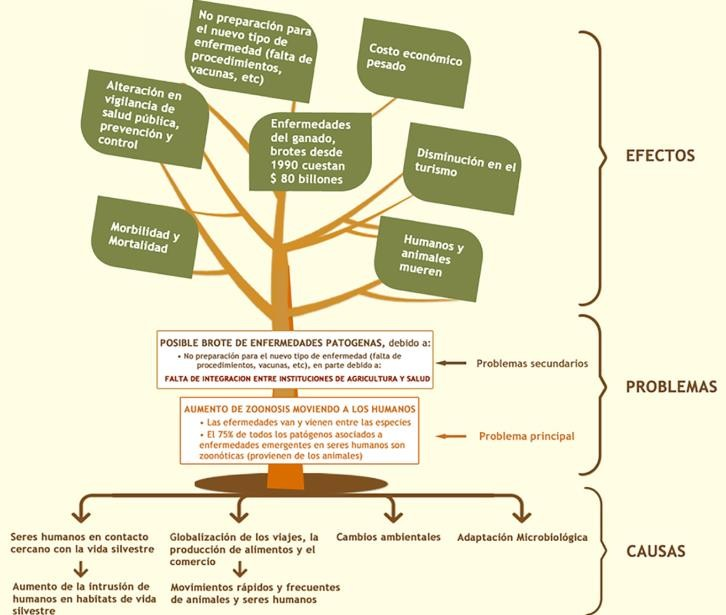 No preparación para
el nuevo tipo de
enfermedad (falta de
procedimientos,
vacunas, etc)
Costo económico
pesado
Alteración en
vigilancia de
salud pública,
prevención y
control
Enfermedades
del ganado,
brotes desde
1990 cuestan
$ 80 billones
Disminución en el
turismo
EFECTOS
Morbilidad y
Mortalidad
Humanos y
animales
mueren
POSIBLE BROTE DE ENFERMEDADES PATOGENAS, debido a:
• No preparación para el nuevo tipo de enfermedad (falta de
procedimientos, vacunas, etc), en parte debido a:
FALTA DE INTEGRACION ENTRE INSTITUCIONES DE AGRICULTURA Y SALUD
Problemas secundarios
PROBLEMAS
AUMENTO DE ZOONOSIS MOVIENDO A LOS HUMANOS
• Las efermedades van y vienen entre las especies
• El 75% de todos los patógenos asociados a
enfermedades emergentes en seres humanos son
zoonóticas (provienen de los animales)
Problema principal
Seres humanos en contacto
cercano con la vida silvestre
Aumento de la intrusión de
humanos en habitats de vida
silvestre
Globalización de los viajes, la
producción de alimentos y el
comercio
Movimientos rápidos y frecuentes
de animales y seres humanos
Cambios ambientales
Adaptación Microbiológica
CAUSAS